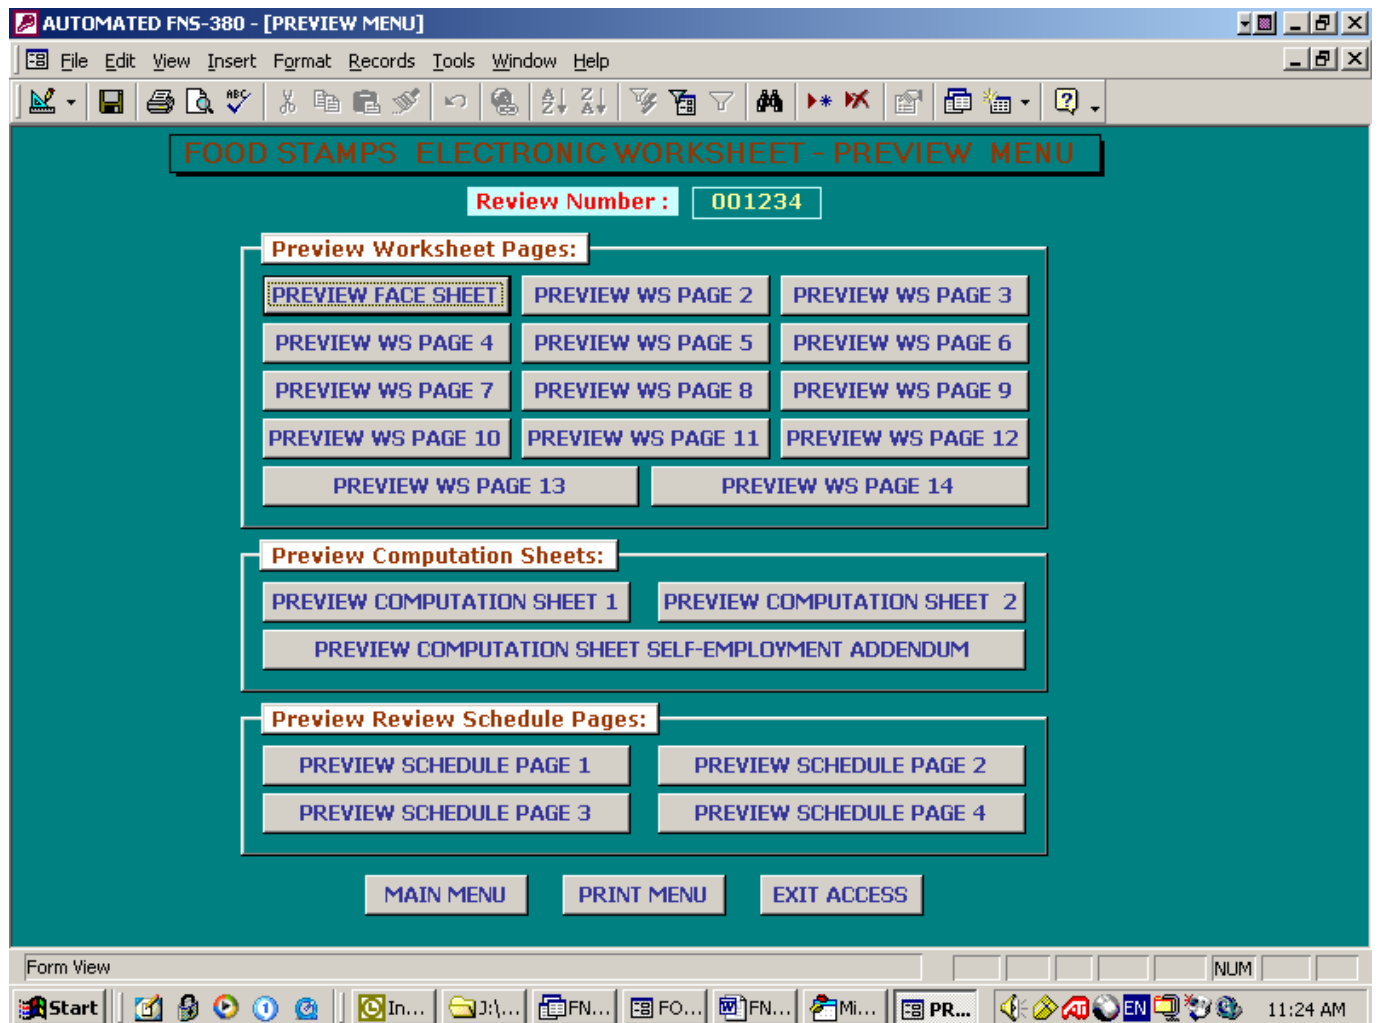 AUTOMATED FNS-380 - [PREVIEW MENU]
File Edit View Insert Format Records Tools Window Help
FOOD STAMPS ELECTRONIC WORKSHEET - PREVIEW MENU
Review Number : 001234
Preview Worksheet Pages:
PREVIEW FACE SHEET PREVIEW WS PAGE 2 PREVIEW WS PAGE 3
PREVIEW WS PAGE 4 PREVIEW WS PAGE 5 PREVIEW WS PAGE 6
PREVIEW WS PAGE 7 PREVIEW WS PAGE 8 PREVIEW WS PAGE 9
PREVIEW WS PAGE 10 PREVIEW WS PAGE 11 PREVIEW WS PAGE 12
PREVIEW WS PAGE 13 PREVIEW WS PAGE 14
Preview Computation Sheets:
PREVIEW COMPUTATION SHEET 1 PREVIEW COMPUTATION SHEET 2
PREVIEW COMPUTATION SHEET SELF-EMPLOYMENT ADDENDUM
Preview Review Schedule Pages:
PREVIEW SCHEDULE PAGE 1 PREVIEW SCHEDULE PAGE 2
PREVIEW SCHEDULE PAGE 3 PREVIEW SCHEDULE PAGE 4
MAIN MENU PRINT MENU EXIT ACCESS
Form View NUM
Start In... J:\... FN... FO... FN... Mi... PR... EN 11:24 AM